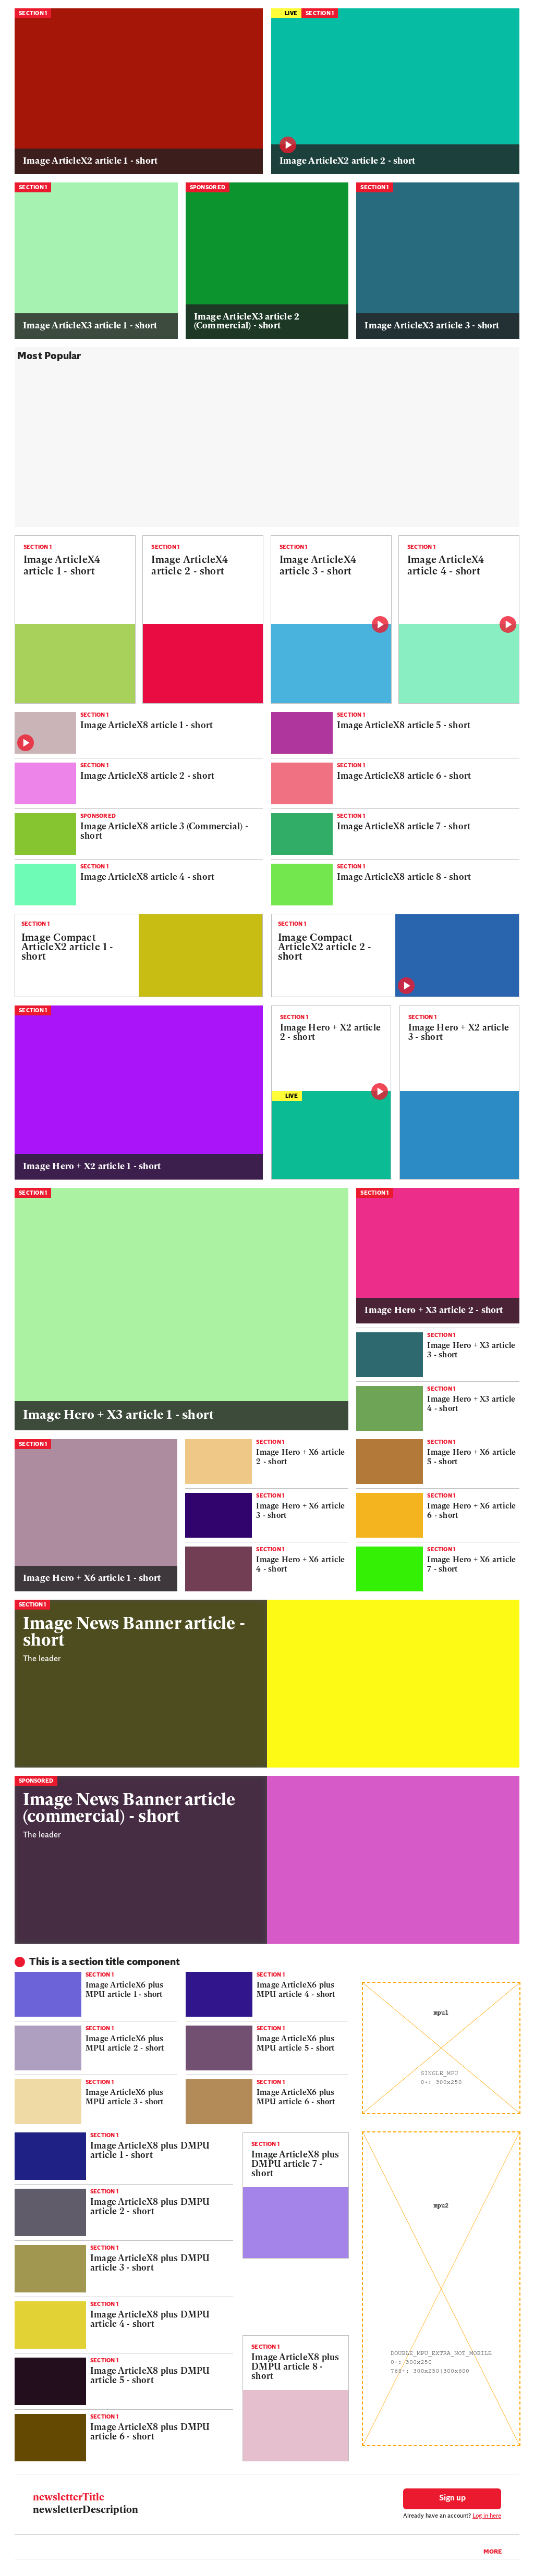 SECTION 1
Image ArticleX2 article 1 - short
LIVE
SECTION 1
Image ArticleX2 article 2 - short
SECTION 1
Image ArticleX3 article 1 - short
SPONSORED
Image ArticleX3 article 2
(Commercial) - short
SECTION 1
Image ArticleX3 article 3 - short
Most Popular
SECTION 1
Image ArticleX4
article 1 - short
SECTION 1
Image ArticleX4
article 2 - short
SECTION 1
Image ArticleX4
article 3 - short
SECTION 1
Image ArticleX4
article 4 - short
SECTION 1
Image ArticleX8 article 1 - short
SECTION 1
Image ArticleX8 article 2 - short
SPONSORED
Image ArticleX8 article 3 (Commercial) -
short
SECTION 1
Image ArticleX8 article 4 - short
SECTION 1
Image ArticleX8 article 5 - short
SECTION 1
Image ArticleX8 article 6 - short
SECTION 1
Image ArticleX8 article 7 - short
SECTION 1
Image ArticleX8 article 8 - short
SECTION 1
Image Compact
ArticleX2 article 1 -
short
SECTION 1
Image Compact
ArticleX2 article 2 -
short
SECTION 1
Image Hero + X2 article 1 - short
SECTION 1
Image Hero + X2 article
2 - short
LIVE
SECTION 1
Image Hero + X2 article
3 - short
SECTION 1
Image Hero + X3 article 1 - short
SECTION 1
Image Hero + X3 article 2 - short
SECTION 1
Image Hero + X3 article
3 - short
SECTION 1
Image Hero + X3 article
4 - short
SECTION 1
Image Hero + X6 article 1 - short
SECTION 1
Image Hero + X6 article
2 - short
SECTION 1
Image Hero + X6 article
3 - short
SECTION 1
Image Hero + X6 article
4 - short
SECTION 1
Image Hero + X6 article
5 - short
SECTION 1
Image Hero + X6 article
6 - short
SECTION 1
Image Hero + X6 article
7 - short
SECTION 1
Image News Banner article -
short
The leader
SPONSORED
Image News Banner article
(commercial) - short
The leader
This is a section title component
SECTION 1
Image ArticleX6 plus
MPU article 1 - short
SECTION 1
Image ArticleX6 plus
MPU article 2 - short
SECTION 1
Image ArticleX6 plus
MPU article 3 - short
SECTION 1
Image ArticleX6 plus
MPU article 4 - short
SECTION 1
Image ArticleX6 plus
MPU article 5 - short
SECTION 1
Image ArticleX6 plus
MPU article 6 - short
mpu1
SINGLE_MPU
0+: 300x250
SECTION 1
Image ArticleX8 plus DMPU
article 1 - short
SECTION 1
Image ArticleX8 plus DMPU
article 2 - short
SECTION 1
Image ArticleX8 plus DMPU
article 3 - short
SECTION 1
Image ArticleX8 plus DMPU
article 4 - short
SECTION 1
Image ArticleX8 plus DMPU
article 5 - short
SECTION 1
Image ArticleX8 plus DMPU
article 6 - short
SECTION 1
Image ArticleX8 plus
DMPU article 7 -
short
SECTION 1
Image ArticleX8 plus
DMPU article 8 -
short
mpu2
DOUBLE_MPU_EXTRA_NOT_MOBILE
0+: 300x250
768+: 300x250|300x600
newsletterTitle
newsletterDescription
Sign up
Already have an account? Log in here
MORE